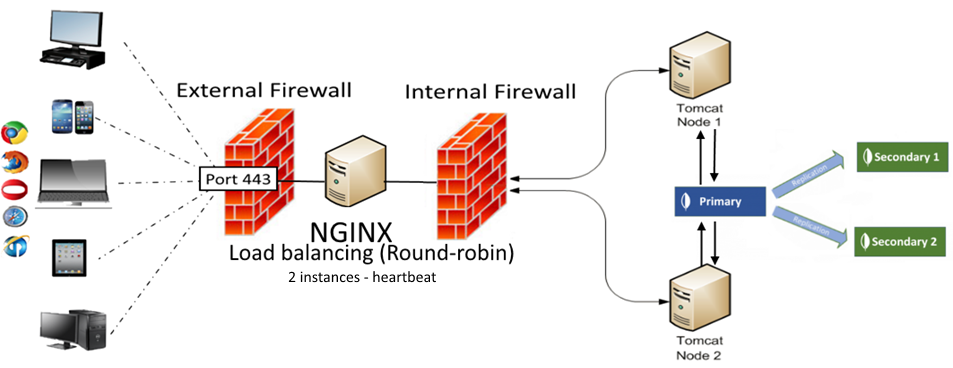 External Firewall
Internal Firewall
Port 443
NGINX
Load balancing (Round-robin)
2 instances - heartbeat
Tomcat
Node 1
Primary
Replication
Replication
Secondary 1
Secondary 2
Tomcat
Node 2